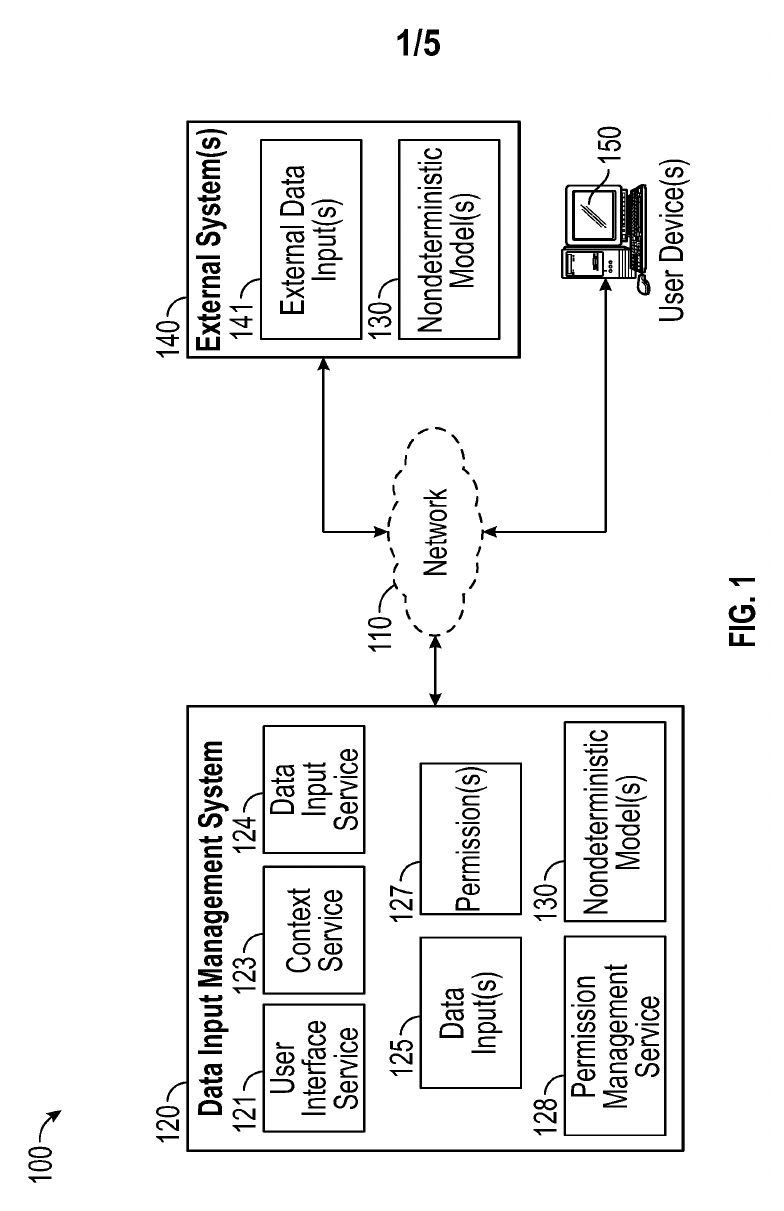 1/5
100
120
Data Input Management System
121
User
Interface
Service
123
Context
Service
124
Data
Input
Service
125
Data
Input(s)
127
Permission(s)
128
Permission
Management
Service
130
Nondeterministic
Model(s)
110
Network
140
External System(s)
141
External Data
Input(s)
130
Nondeterministic
Model(s)
150
User Device(s)
FIG. 1